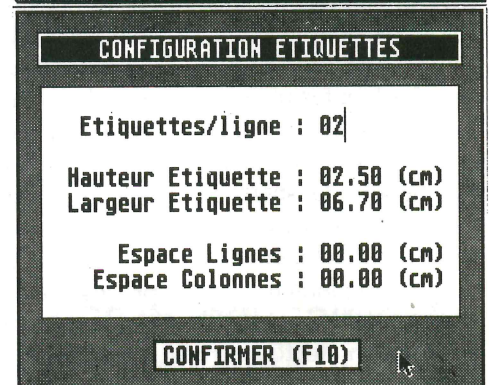 CONFIGURATION ETIQUETTES
Etiquettes/ligne : 02
Hauteur Etiquette : 02.50 (cm)
Largeur Etiquette : 06.70 (cm)
Espace Lignes : 00.00 (cm)
Espace Colonnes : 00.00 (cm)
CONFIRMER (F10)